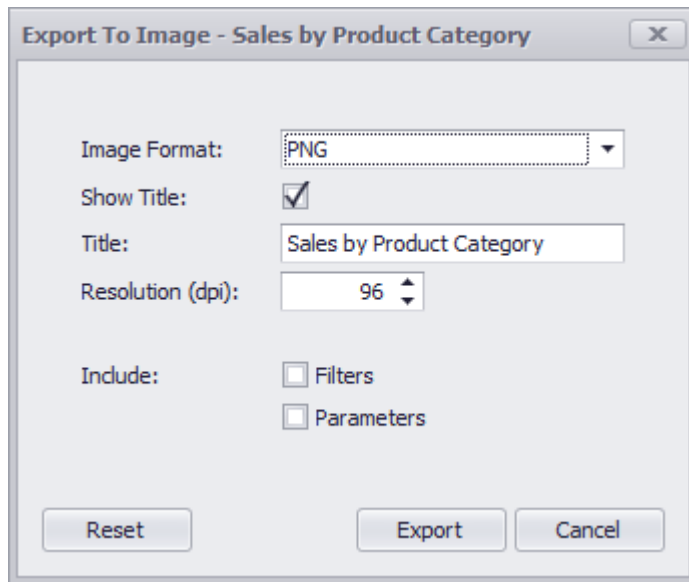 Export To Image - Sales by Product Category
Image Format: PNG
Show Title:
Title: Sales by Product Category
Resolution (dpi): 96
Include: Filters
Parameters
Reset Export Cancel